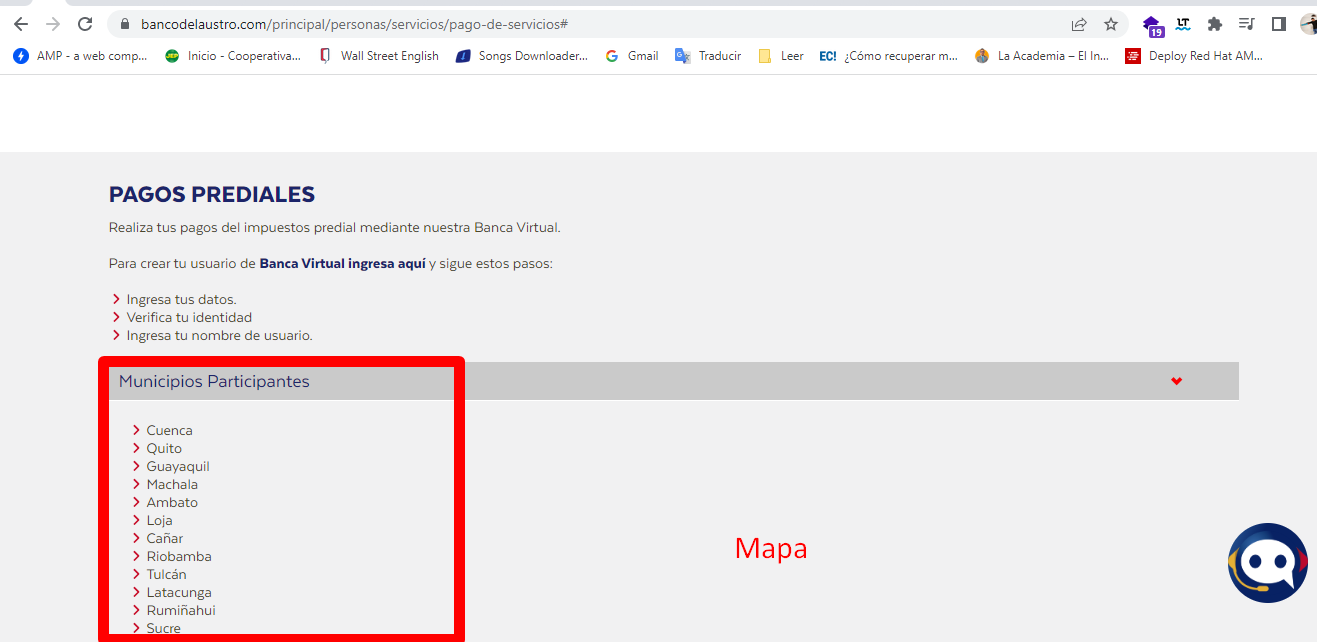 bancodelaustro.com/principal/personas/servicios/pago-de-servicios#
19
LT
AMP - a web comp...
JEP
Inicio - Cooperativa...
Wall Street English
Songs Downloader...
Gmail
Traducir
Leer
EC! ¿Cómo recuperar m...
La Academia – El In...
Deploy Red Hat AM...
PAGOS PREDIALES
Realiza tus pagos del impuestos predial mediante nuestra Banca Virtual.
Para crear tu usuario de Banca Virtual ingresa aquí y sigue estos pasos:
Ingresa tus datos.
Verifica tu identidad
Ingresa tu nombre de usuario.
Municipios Participantes
Cuenca
Quito
Guayaquil
Machala
Ambato
Loja
Cañar
Riobamba
Tulcán
Latacunga
Rumiñahui
Sucre
Mapa